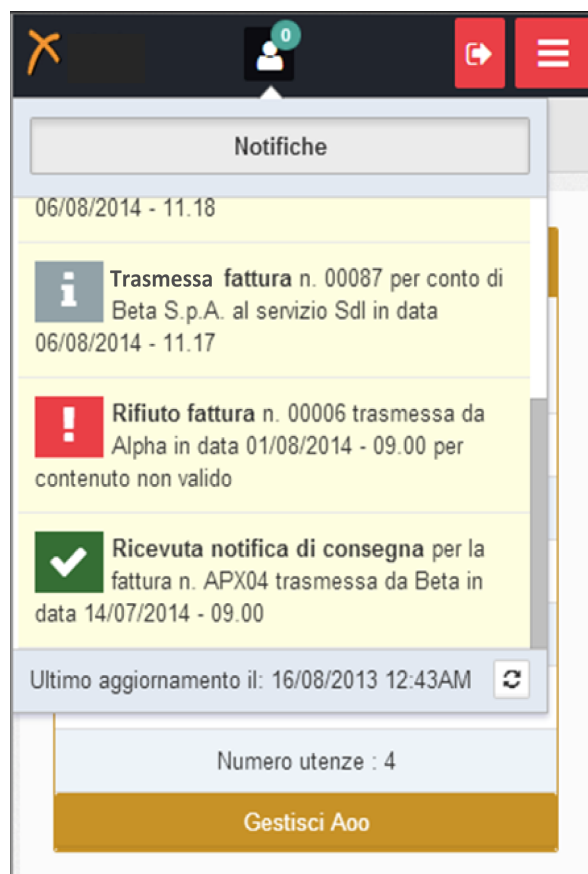 0
Notifiche
06/08/2014 - 11.18
Trasmessa fattura n. 00087 per conto di
Beta S.p.A. al servizio SdI in data
06/08/2014 - 11.17
Rifiuto fattura n. 00006 trasmessa da
Alpha in data 01/08/2014 - 09.00 per
contenuto non valido
Ricevuta notifica di consegna per la
fattura n. APX04 trasmessa da Beta in
data 14/07/2014 - 09.00
Ultimo aggiornamento il: 16/08/2013 12:43AM
Numero utenze : 4
Gestisci Aoo